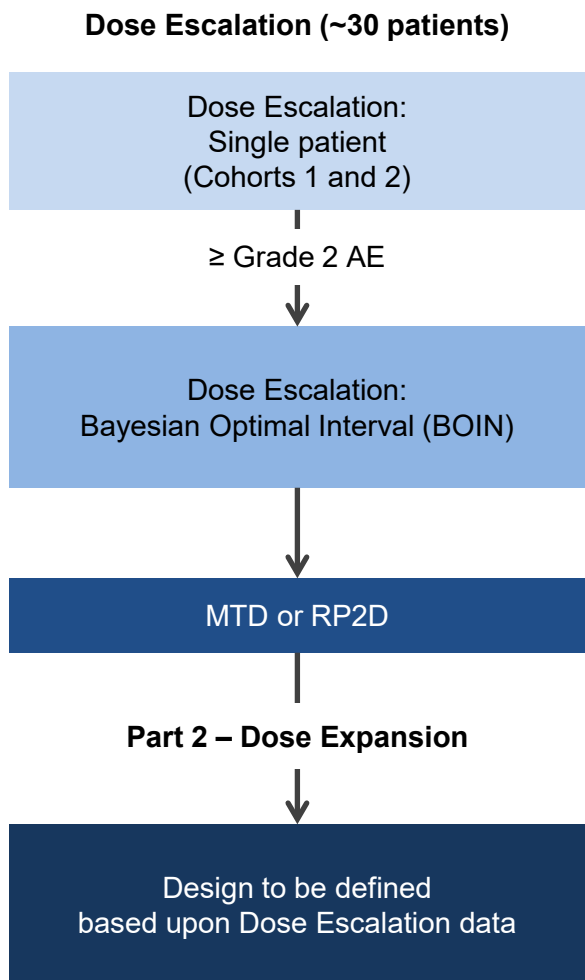 Dose Escalation (~30 patients)
Dose Escalation:
Single patient
(Cohorts 1 and 2)
≥ Grade 2 AE
Dose Escalation:
Bayesian Optimal Interval (BOIN)
MTD or RP2D
Part 2 – Dose Expansion
Design to be defined
based upon Dose Escalation data